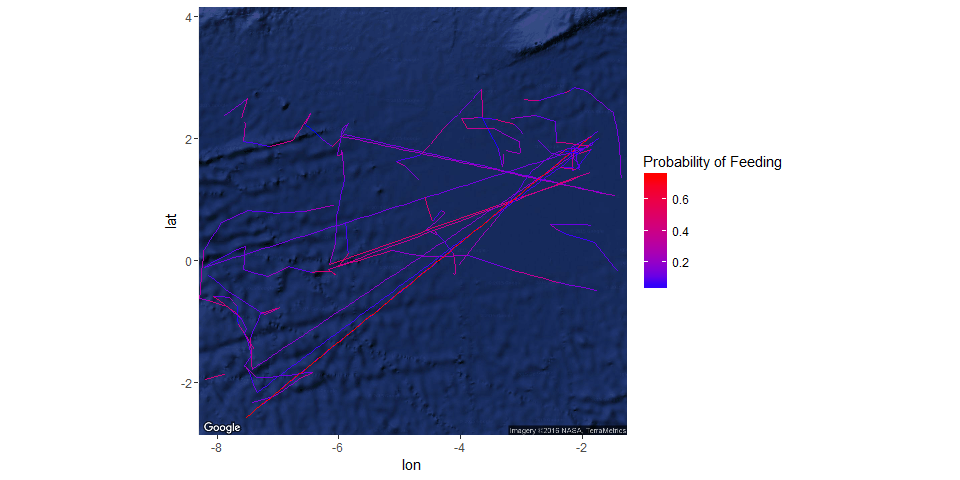 4
2
0
-2
lat
-8
-6
-4
-2
lon
Probability of Feeding
0.6
0.4
0.2
Google
Imagery ©2016 NASA, TerraMetrics